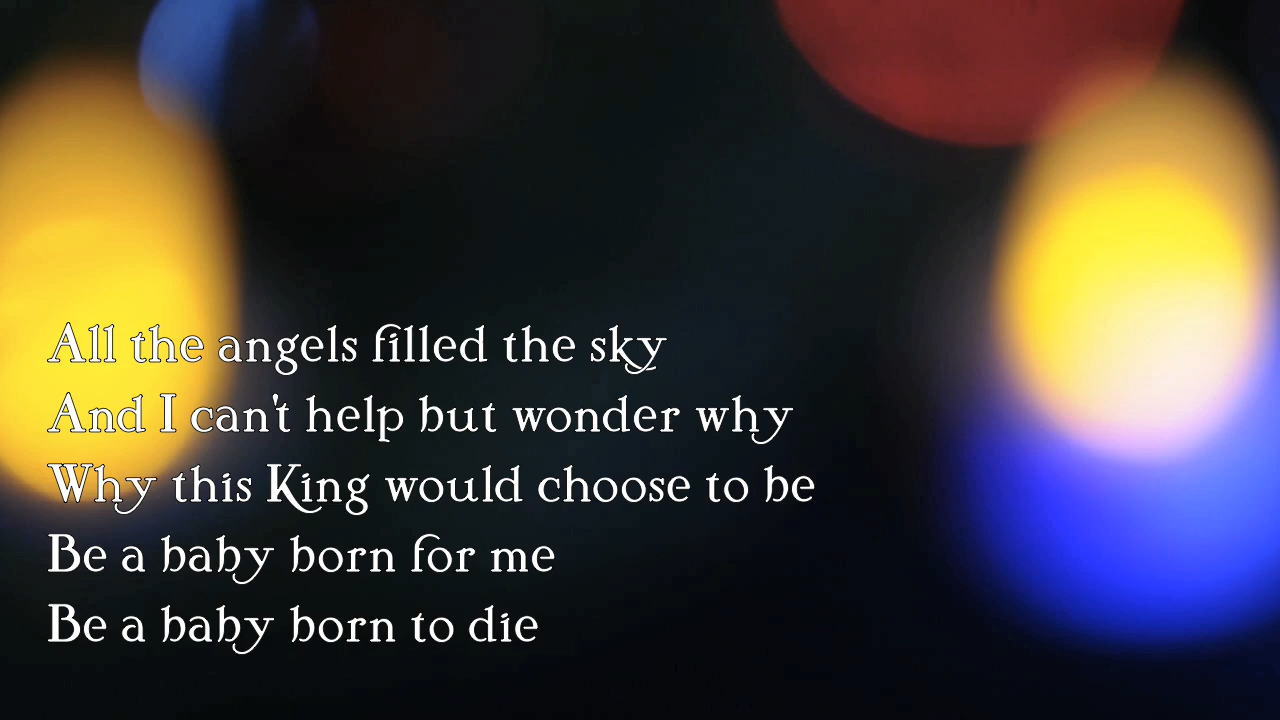 All the angels filled the sky
And I can't help but wonder why
Why this King would choose to be
Be a baby born for me
Be a baby born to die